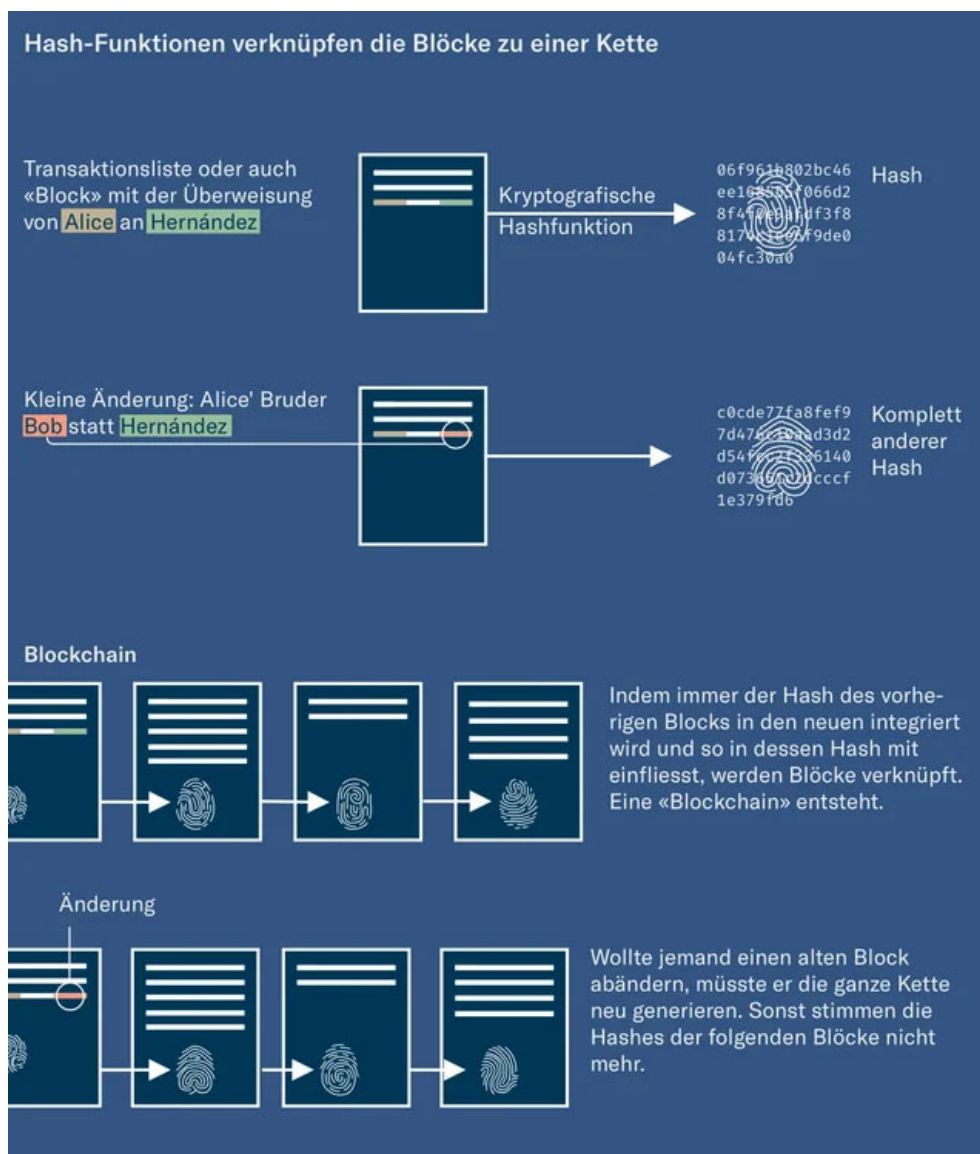 Hash-Funktionen verknüpfen die Blöcke zu einer Kette
Transaktionsliste oder auch
«Block» mit der Überweisung
von Alice an Hernández
Kryptografische
Hashfunktion
06f961b802bc46
8174
04fc30a0
Hash
Kleine Änderung: Alice' Bruder
Bob statt Hernández
c0cde77fa8fef9
1e379fd6
Komplett
anderer
Hash
Blockchain
Indem immer der Hash des vorhe-
rigen Blocks in den neuen integriert
wird und so in dessen Hash mit
einfliesst, werden Blöcke verknüpft.
Eine «Blockchain» entsteht.
Änderung
Wollte jemand einen alten Block
abändern, müsste er die ganze Kette
neu generieren. Sonst stimmen die
Hashes der folgenden Blöcke nicht
mehr.